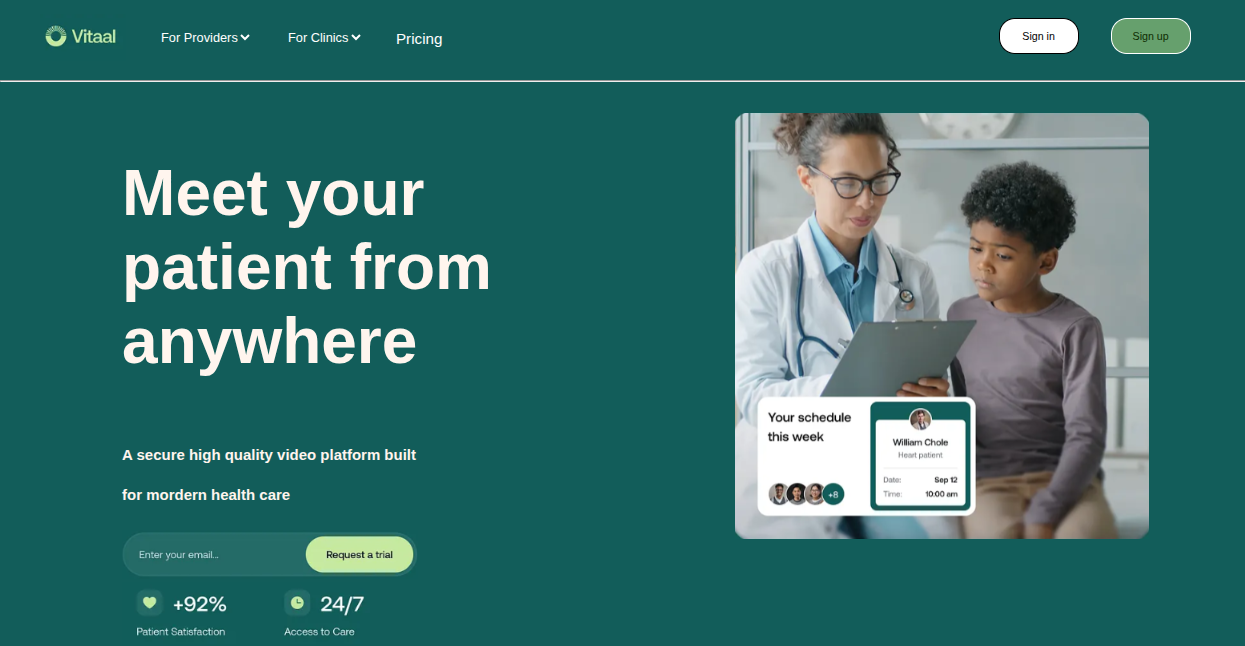 Vitaal
For Providers
For Clinics
Pricing
Sign in
Sign up
Meet your
patient from
anywhere
A secure high quality video platform built
for mordern health care
Enter your email...
Request a trial
+92%
24/7
Patient Satisfaction
Access to Care
Your schedule
this week
+8
William Chole
Heart patient
Date: Sep 12
Time: 10:00 am